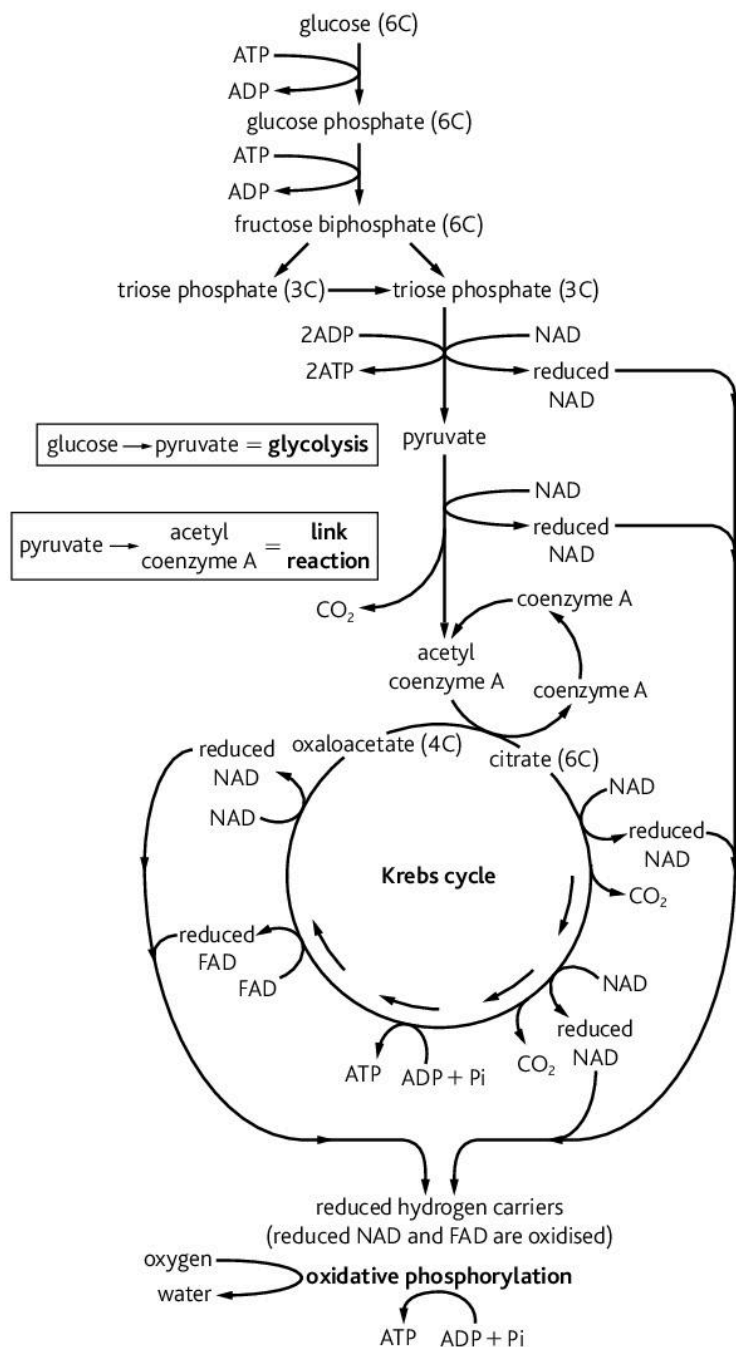 glucose (6C)
ATP
ADP
glucose phosphate (6C)
ATP
ADP
fructose biphosphate (6C)
triose phosphate (3C)
triose phosphate (3C)
2ADP
NAD
2ATP
reduced
NAD
glucose → pyruvate = glycolysis
pyruvate
NAD
reduced
NAD
pyruvate → acetyl coenzyme A = link reaction
CO₂
coenzyme A
acetyl
coenzyme A
coenzyme A
oxaloacetate (4C)
citrate (6C)
reduced
NAD
NAD
NAD
reduced
NAD
Krebs cycle
CO₂
reduced
FAD
FAD
NAD
reduced
NAD
CO₂
ATP
ADP + Pi
reduced hydrogen carriers
(reduced NAD and FAD are oxidised)
oxygen
oxidative phosphorylation
water
ATP
ADP + Pi